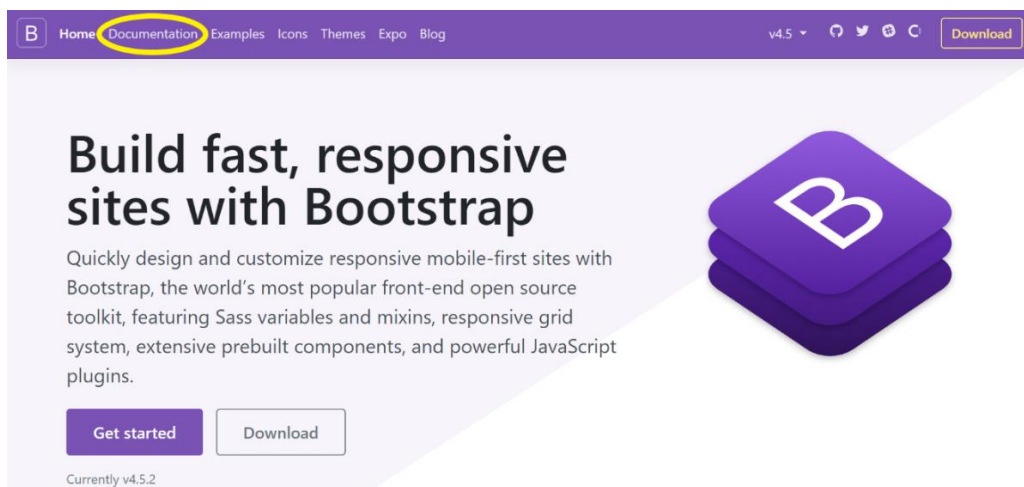 B Home Documentation Examples Icons Themes Expo Blog v4.5 Download
Build fast, responsive
sites with Bootstrap
B
Quickly design and customize responsive mobile-first sites with
Bootstrap, the world’s most popular front-end open source
toolkit, featuring Sass variables and mixins, responsive grid
system, extensive prebuilt components, and powerful JavaScript
plugins.
Get started Download
Currently v4.5.2